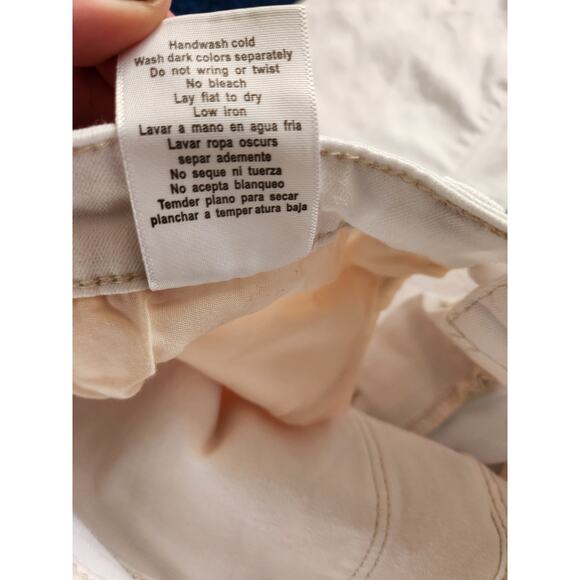 Handwash cold
Wash dark colors separately
Do not wring or twist
No bleach
Lay flat to dry
Low iron
Lavar a mano en agua fria
Lavar ropa oscurs
separ ademente
No seque ni tuerza
No acepta blanqueo
Temder plano para secar
planchar a temper atura baja